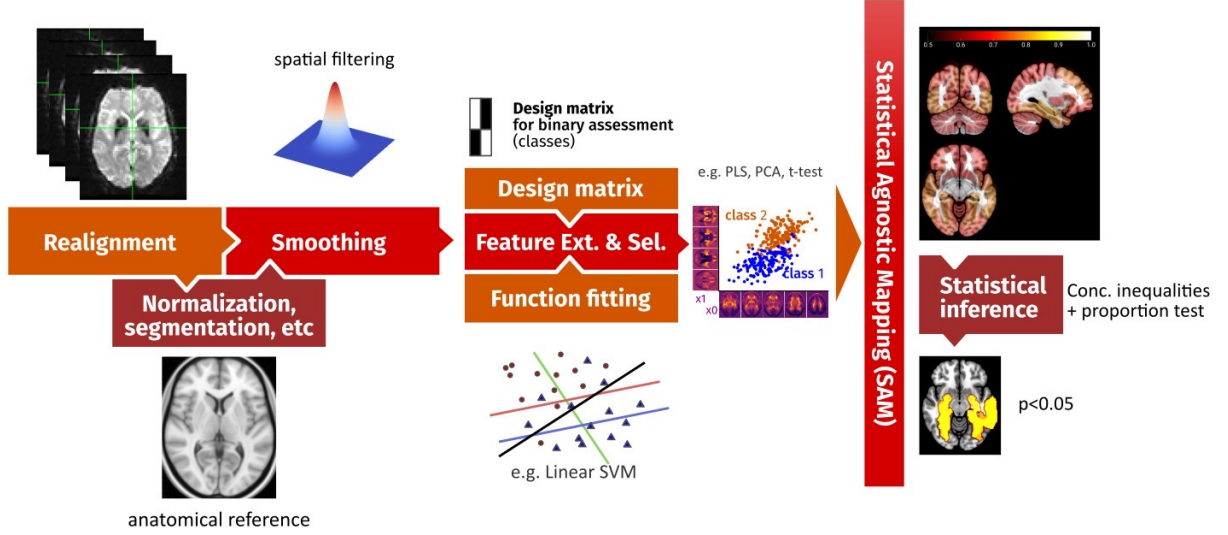 spatial filtering
Realignment
Smoothing
Normalization,
segmentation, etc
anatomical reference
Design matrix
for binary assessment
(classes)
Design matrix
Feature Ext. & Sel.
Function fitting
e.g. Linear SVM
e.g. PLS, PCA, t-test
class 2
class 1
x1
x0
Statistical Agnostic Mapping (SAM)
0.5 0.6 0.7 0.8 0.9 1.0
Statistical
inference
Conc. inequalities
+ proportion test
p<0.05